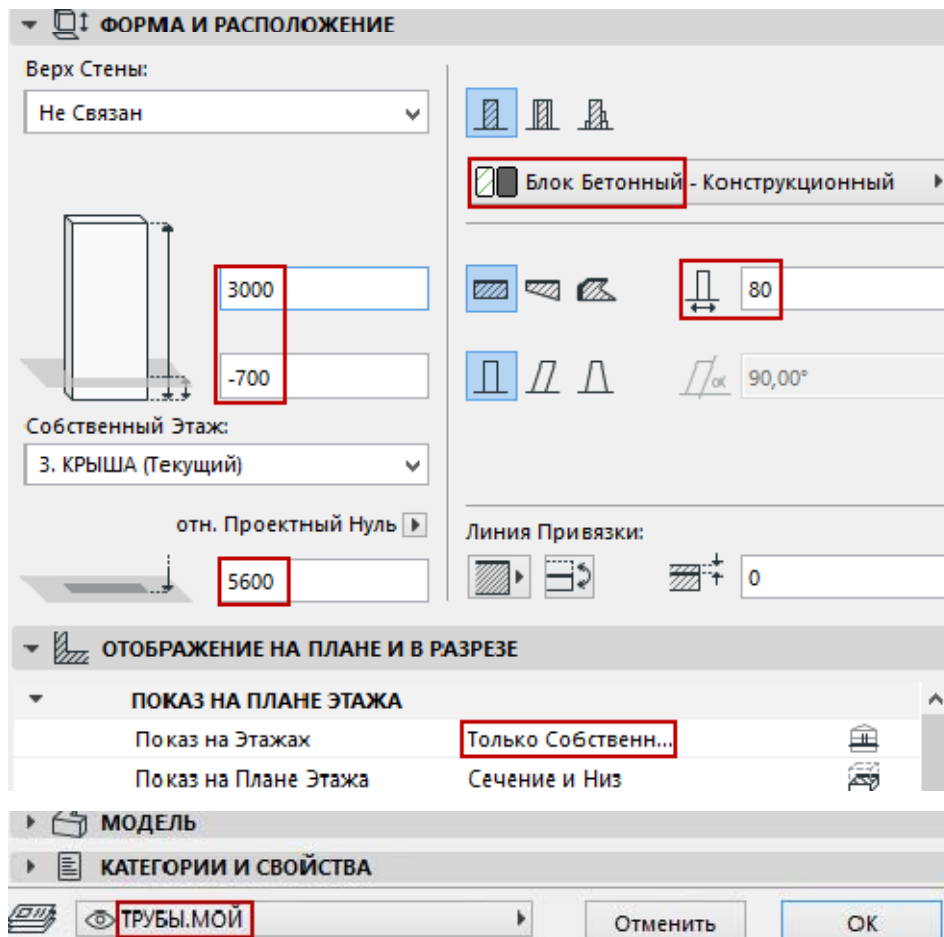 ФОРМА И РАСПОЛОЖЕНИЕ
Верх Стены:
Не Связан
Блок Бетонный - Конструкционный
3000
80
-700
90,00°
α
Собственный Этаж:
3. КРЫША (Текущий)
отн. Проектный Нуль
Линия Привязки:
5600
0
ОТОБРАЖЕНИЕ НА ПЛАНЕ И В РАЗРЕЗЕ
ПОКАЗ НА ПЛАНЕ ЭТАЖА
Показ на Этажах Только Собственн...
Показ на Плане Этажа Сечение и Низ
МОДЕЛЬ
КАТЕГОРИИ И СВОЙСТВА
ТРУБЫ.МОЙ Отменить ОК